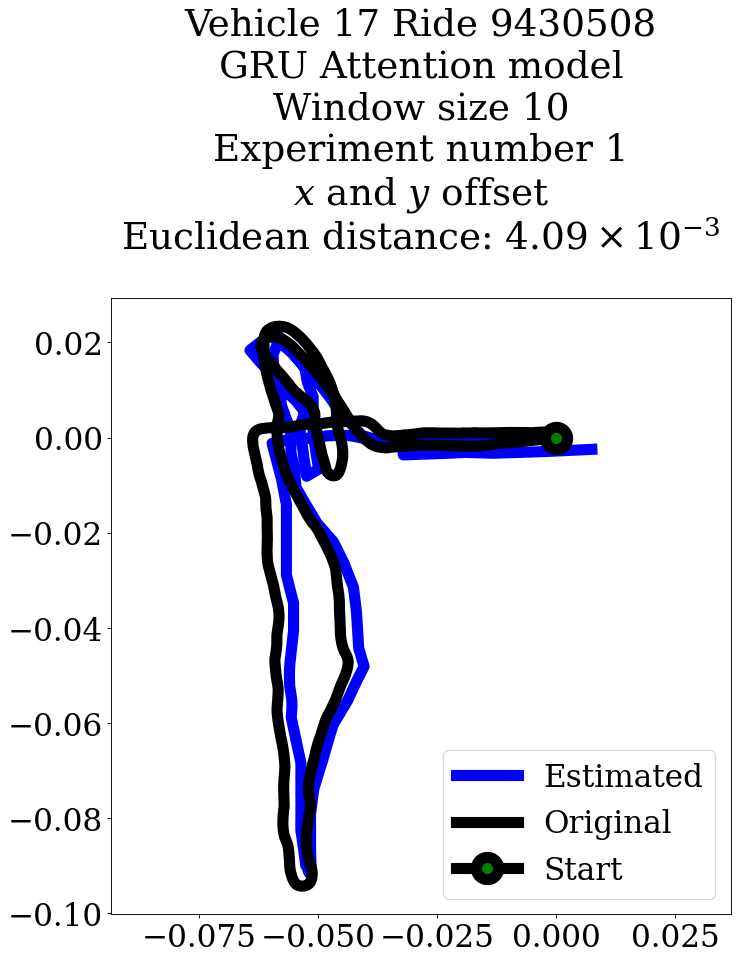 Vehicle 17 Ride 9430508
GRU Attention model
Window size 10
Experiment number 1
x and y offset
Euclidean distance: 4.09 × 10⁻³
0.02
0.00
−0.02
−0.04
−0.06
−0.08
−0.10
Estimated
Original
Start
−0.075 −0.050 −0.025 0.000 0.025